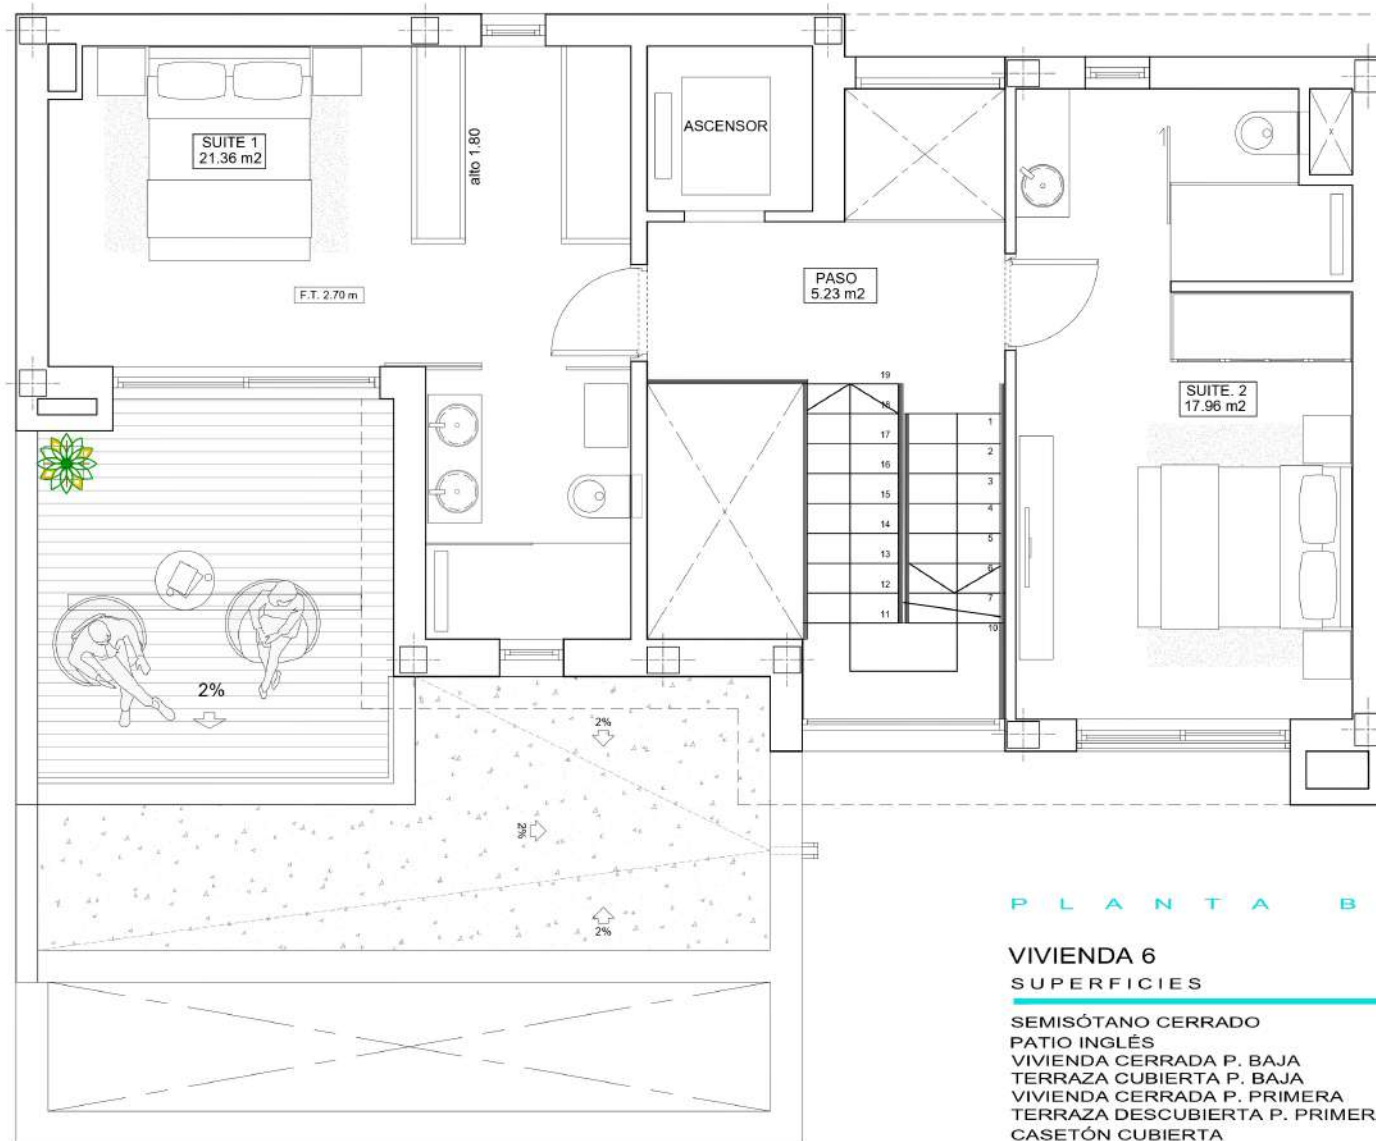 SUITE 1
21.36 m2
alto 1.80
ASCENSOR
F.T. 2.70 m
PASO
5.23 m2
SUITE. 2
17.96 m2
19
18
17
16
15
14
13
12
11
1
2
3
4
5
6
7
10
2%
2%
2%
2%
PLANTA B
VIVIENDA 6
SUPERFICIES
SEMISÓTANO CERRADO
PATIO INGLÉS
VIVIENDA CERRADA P. BAJA
TERRAZA CUBIERTA P. BAJA
VIVIENDA CERRADA P. PRIMERA
TERRAZA DESCUBIERTA P. PRIMER
CASETÓN CUBIERTA